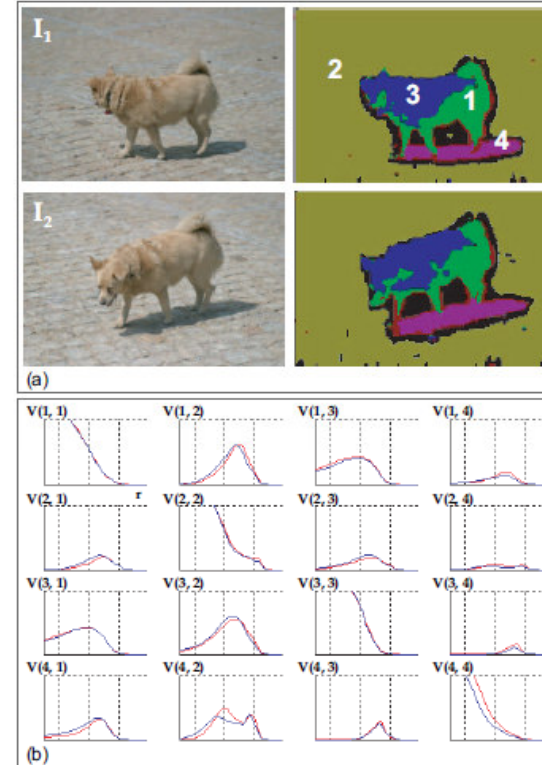 I1
2
3
1
4
I2
(a)
V(1, 1) V(1, 2) V(1, 3) V(1, 4)
r
V(2, 1) V(2, 2) V(2, 3) V(2, 4)
V(3, 1) V(3, 2) V(3, 3) V(3, 4)
V(4, 1) V(4, 2) V(4, 3) V(4, 4)
(b)